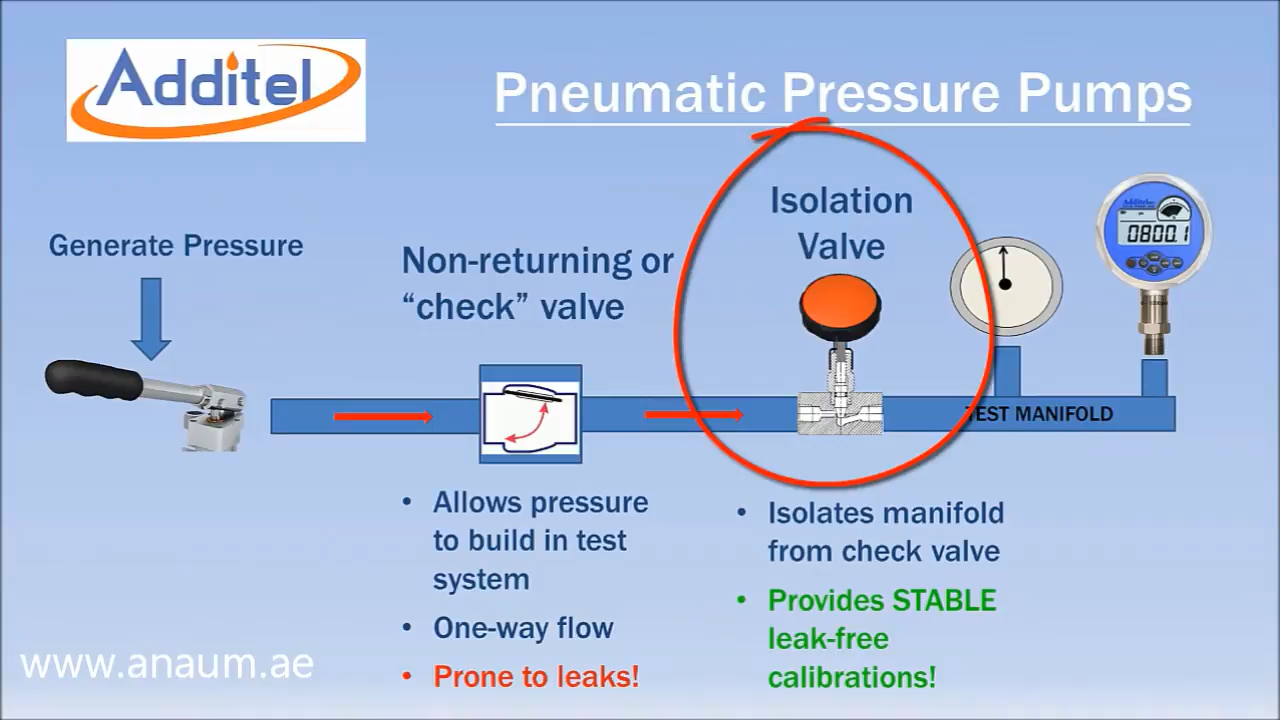 Additel
Pneumatic Pressure Pumps
Generate Pressure
Non-returning or
“check” valve
Isolation
Valve
Additel
0800.1
TEST MANIFOLD
• Allows pressure
to build in test
system
• One-way flow
• Prone to leaks!
• Isolates manifold
from check valve
• Provides STABLE
leak-free
calibrations!
www.anaum.ae